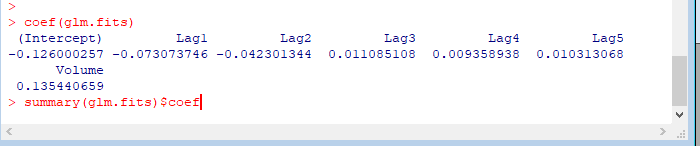 >
> coef(glm.fits)
 (Intercept)         Lag1         Lag2         Lag3         Lag4         Lag5
-0.126000257 -0.073073746 -0.042301344  0.011085108  0.009358938  0.010313068
      Volume
 0.135440659
> summary(glm.fits)$coef